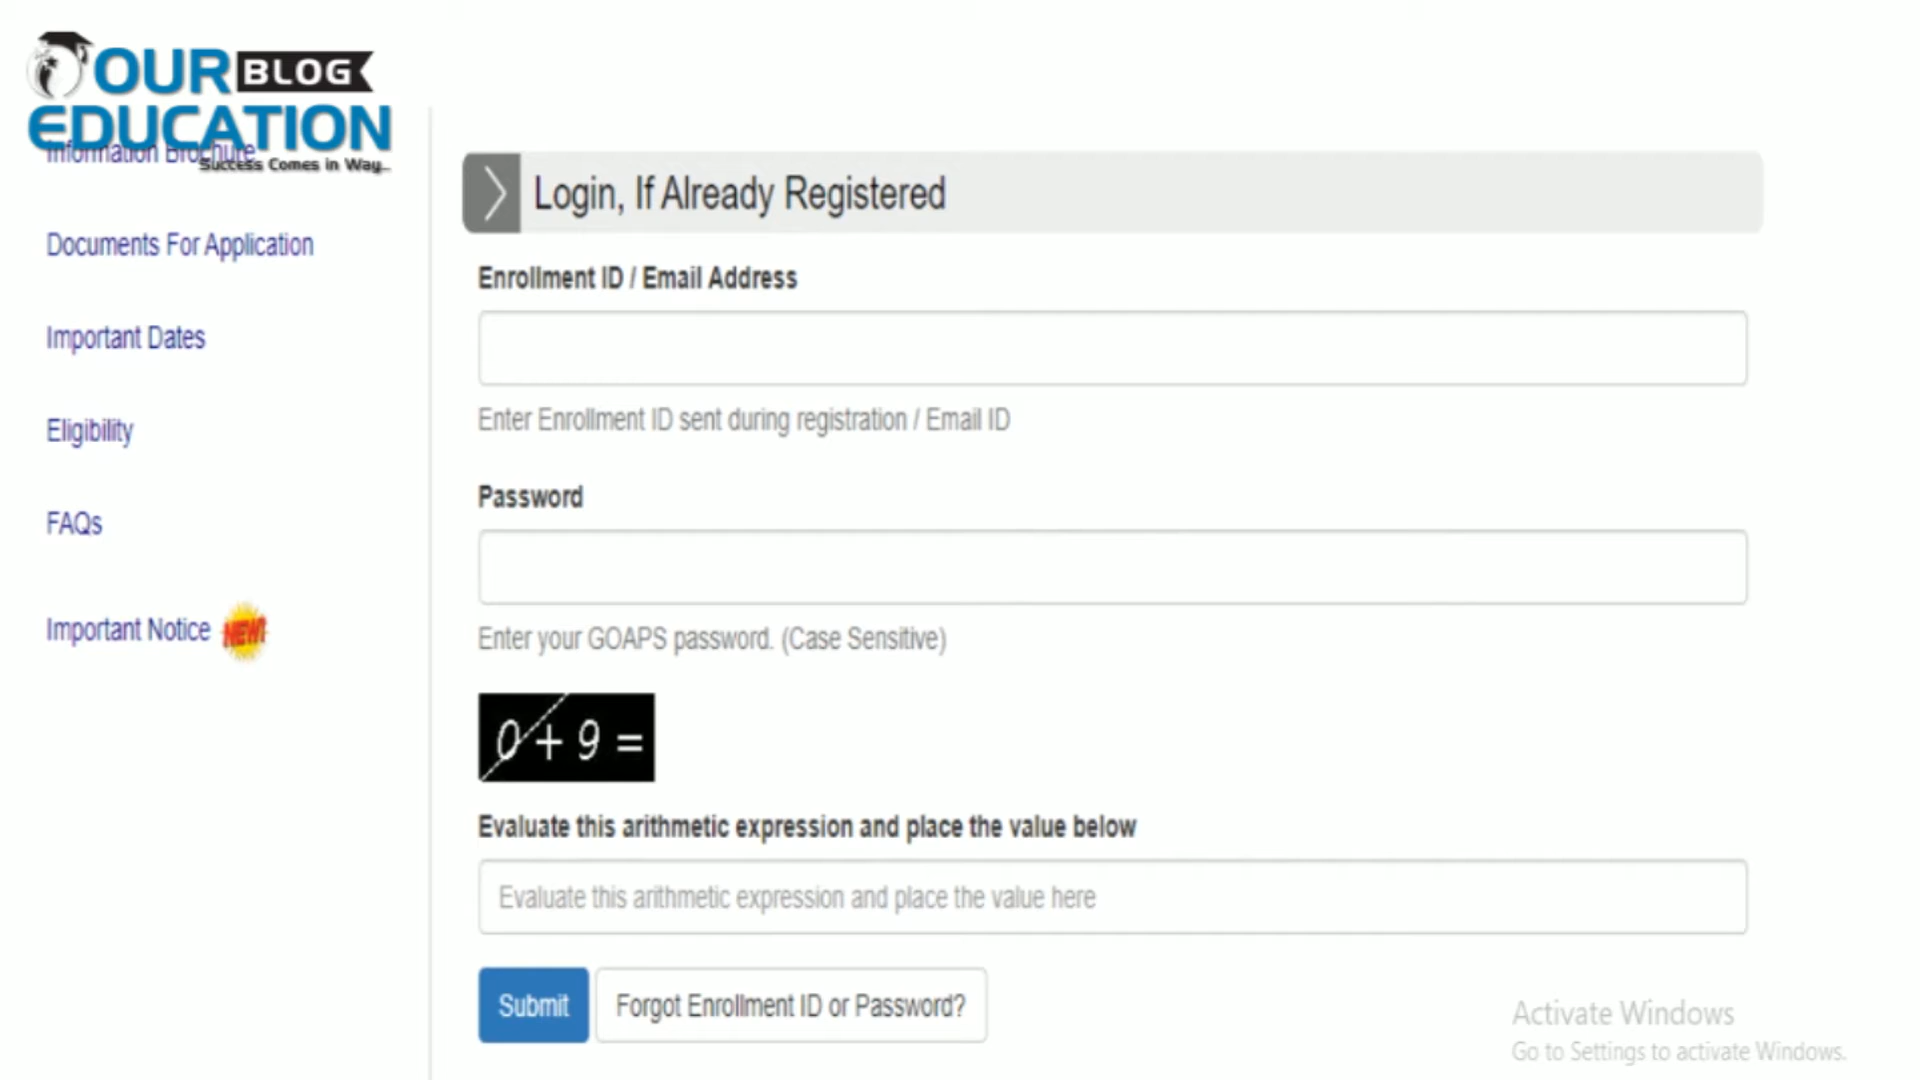 OUR BLOG
EDUCATION
Success Comes in Way..
Information Brochure
Documents For Application
Important Dates
Eligibility
FAQs
Important Notice NEW!
Login, If Already Registered
Enrollment ID / Email Address
Enter Enrollment ID sent during registration / Email ID
Password
Enter your GOAPS password. (Case Sensitive)
0 + 9 =
Evaluate this arithmetic expression and place the value below
Evaluate this arithmetic expression and place the value here
Submit
Forgot Enrollment ID or Password?
Activate Windows
Go to Settings to activate Windows.